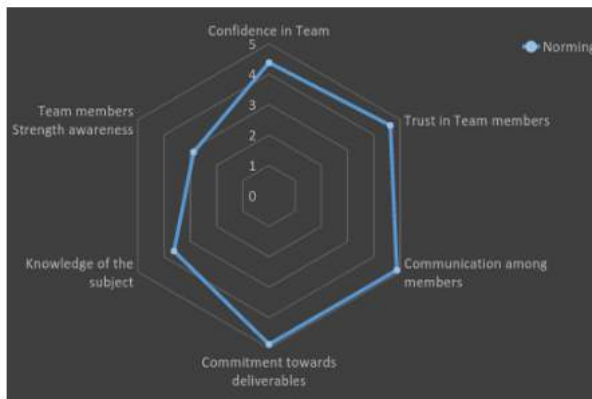 Confidence in Team
5
4
3
2
1
0
Norming
Team members
Strength awareness
Trust in Team members
Knowledge of the
subject
Communication among
members
Commitment towards
deliverables